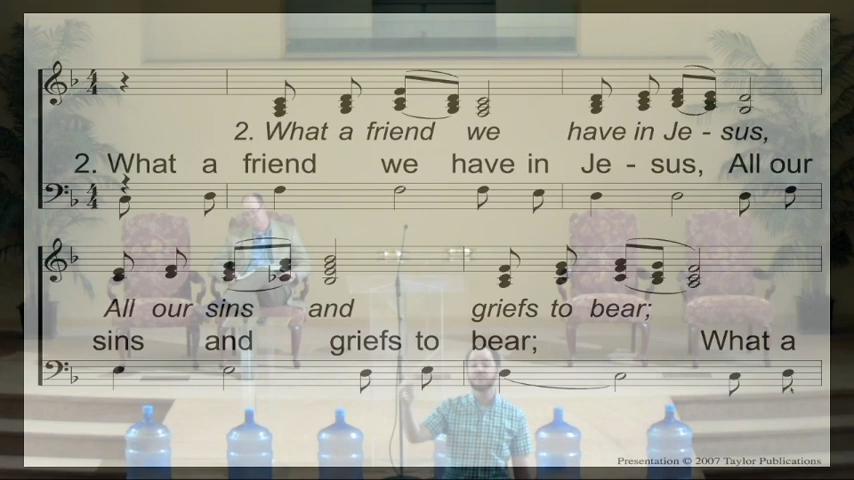 2. What a friend we have in Je - sus,
2. What a friend we have in Je - sus, All our
All our sins and griefs to bear;
sins and griefs to bear; What a
Presentation © 2007 Taylor Publications